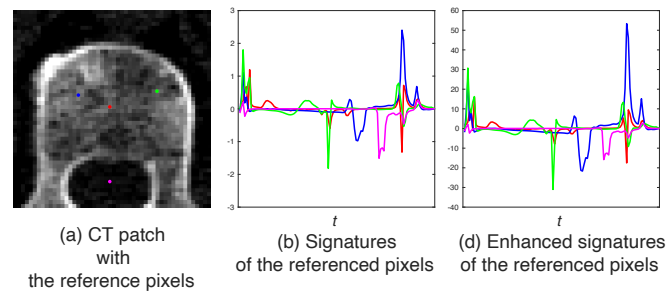 3
2
1
0
-1
-2
-3
t
60
50
40
30
20
10
0
-10
-20
-30
-40
t
(a) CT patch
with
the reference pixels
(b) Signatures
of the referenced pixels
(d) Enhanced signatures
of the referenced pixels